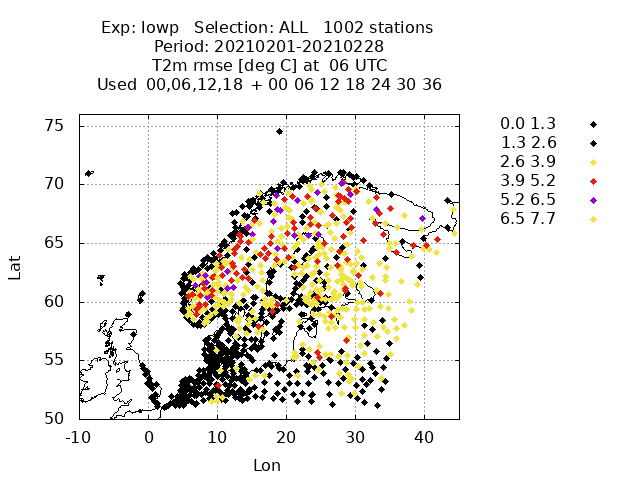 Exp: Iowp   Selection: ALL   1002 stations
Period: 20210201-20210228
T2m rmse [deg C] at  06 UTC
Used  00,06,12,18  + 00 06 12 18 24 30 36
0.0 1.3
1.3 2.6
2.6 3.9
3.9 5.2
5.2 6.5
6.5 7.7
75
70
65
60
55
50
Lat
-10 0 10 20 30 40
Lon